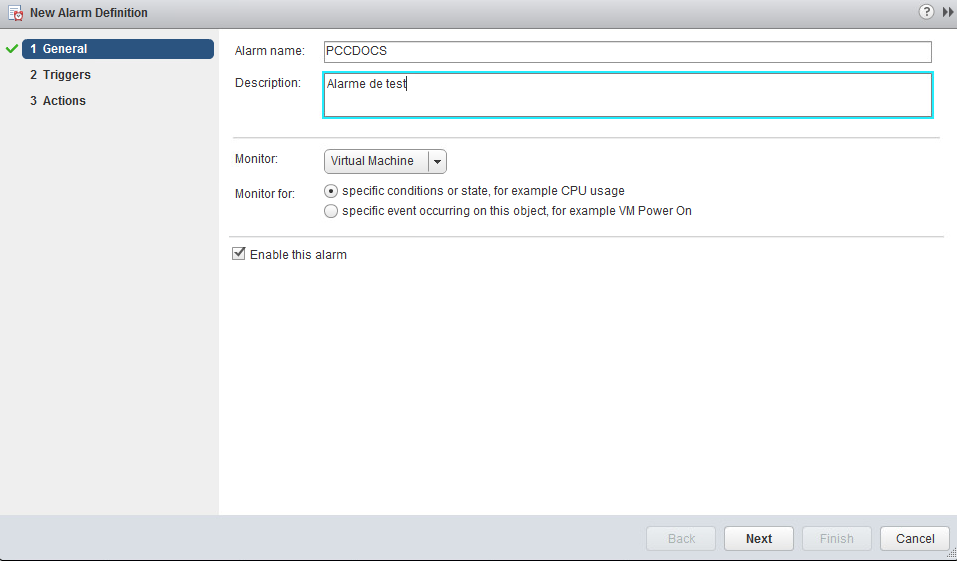 New Alarm Definition
?
1 General
2 Triggers
3 Actions
Alarm name: PCCDOCS
Description: Alarme de test
Monitor: Virtual Machine
Monitor for: specific conditions or state, for example CPU usage
specific event occurring on this object, for example VM Power On
Enable this alarm
Back Next Finish Cancel